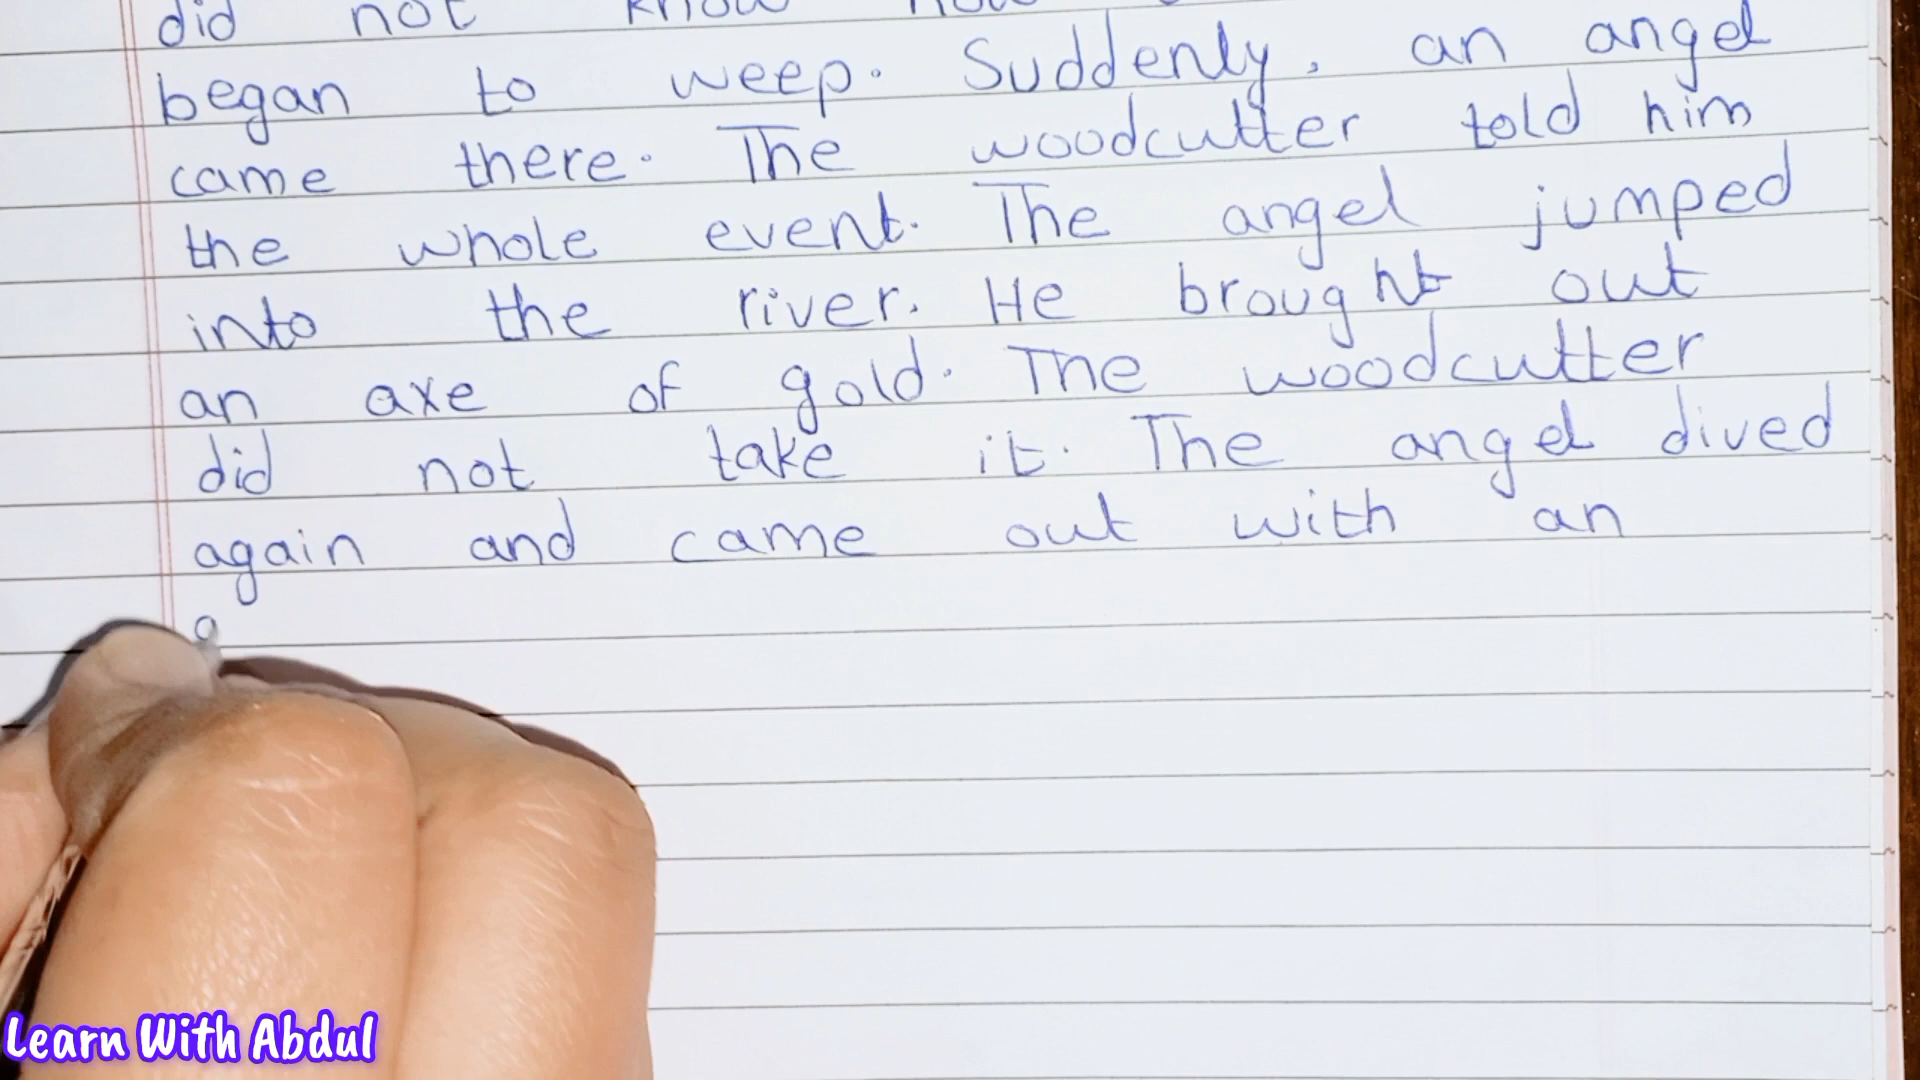 did not know how
began to weep. Suddenly, an angel
came there. The woodcutter told him
the whole event. The angel jumped
into the river. He brought out
an axe of gold. The woodcutter
did not take it. The angel dived
again and came out with an
a
Learn With Abdul